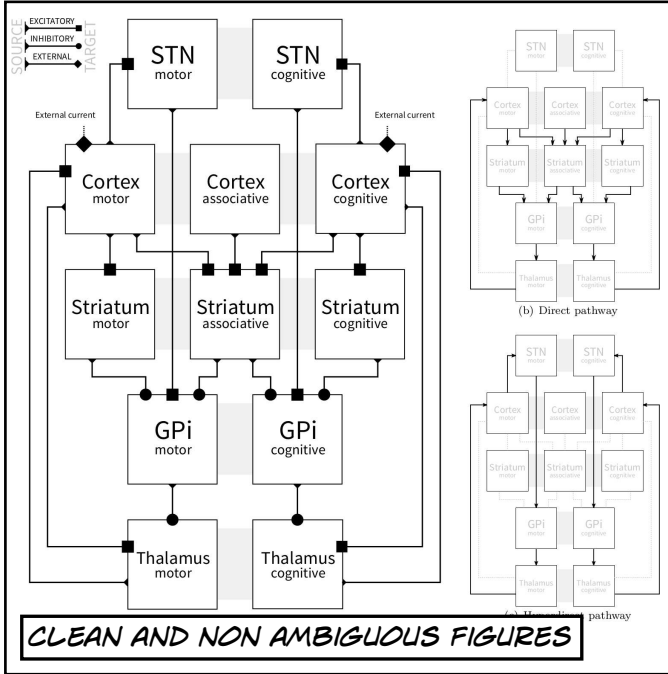 SOURCE
EXCITATORY
INHIBITORY
EXTERNAL
TARGET
STN
motor
STN
cognitive
External current
External current
Cortex
motor
Cortex
associative
Cortex
cognitive
Striatum
motor
Striatum
associative
Striatum
cognitive
GPi
motor
GPi
cognitive
Thalamus
motor
Thalamus
cognitive
STN
motor
STN
cognitive
Cortex
motor
Cortex
associative
Cortex
cognitive
Striatum
motor
Striatum
associative
Striatum
cognitive
GPi
motor
GPi
cognitive
Thalamus
motor
Thalamus
cognitive
(b) Direct pathway
STN
motor
STN
cognitive
Cortex
motor
Cortex
associative
Cortex
cognitive
Striatum
motor
Striatum
associative
Striatum
cognitive
GPi
motor
GPi
cognitive
Thalamus
motor
Thalamus
cognitive
(c) Hyperdirect pathway
CLEAN AND NON AMBIGUOUS FIGURES